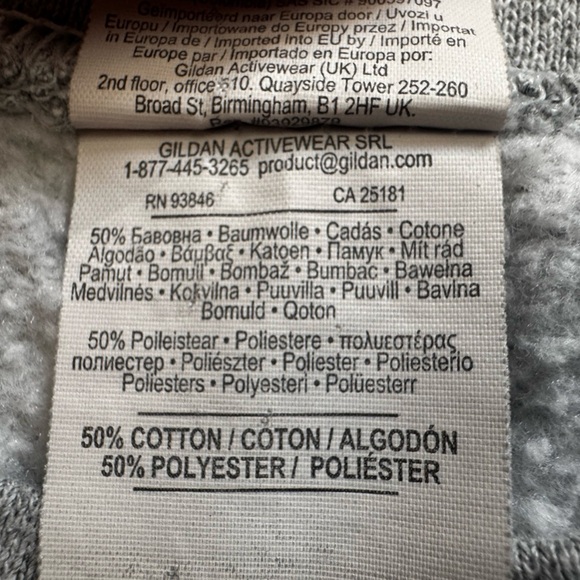 Geïmporteerd naar Europa door / Uvozi u
Europu / Importowane do Europy przez / Importat
in Europa de / Imported into EU by / Importé en
Europe par / Importado en Europa por:
Gildan Activewear (UK) Ltd
2nd floor, office 510. Quayside Tower 252-260
Broad St, Birmingham, B1 2HF UK.
GILDAN ACTIVEWEAR SRL
1-877-445-3265 product@gildan.com
RN 93846 CA 25181
50% Бавовна • Baumwolle • Cadás • Cotone
Algodão • Βάμβαξ • Katoen • Памук • Mit rád
Pamut • Bomull • Bombaž • Bumbac • Bawełna
Medvilnės • Kokvilna • Puuvilla • Puuvill • Bavlna
Bomuld • Qoton
50% Poileistear • Poliestere • πολυεστέρας
полиестер • Poliészter • Poliester • Poliesterio
Poliesters • Polyesteri • Polüesterr
50% COTTON / COTON / ALGODÓN
50% POLYESTER / POLIÉSTER